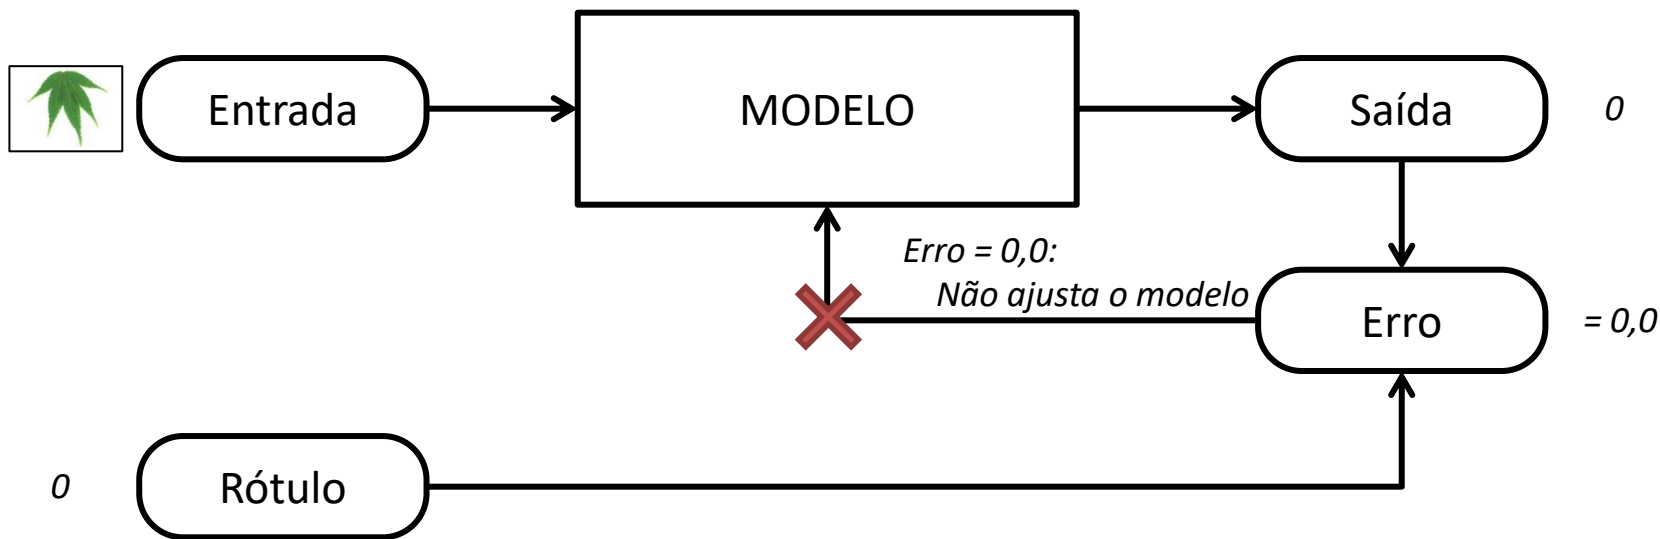 Entrada
MODELO
Saída
0
Erro = 0,0:
Não ajusta o modelo
Erro
= 0,0
0
Rótulo